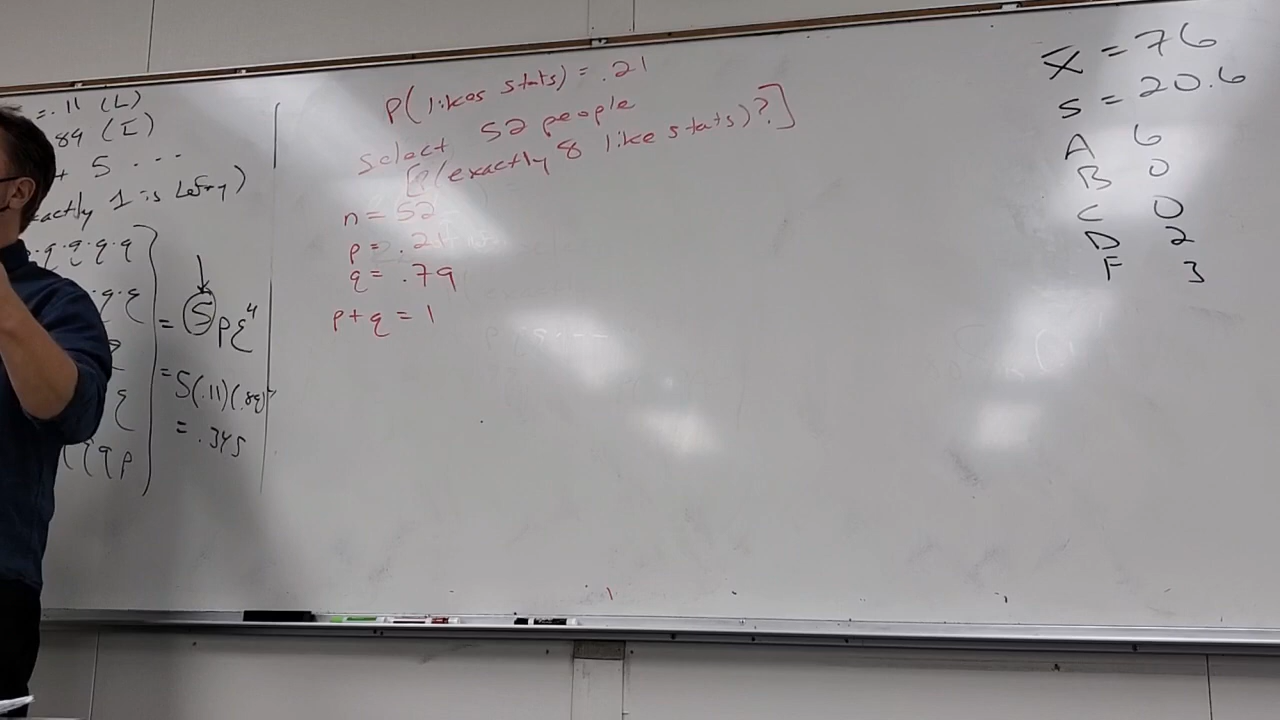 =.11 (L)
89 (E)
+ 5 ...
exactly 1 is Lefty)
q·q·q·q
q·q
= 5pq⁴
= 5(.11)(.89)⁴
= .345
q q p
P(likes stats) = .21
select 52 people
[P(exactly 8 like stats)?]
n = 52
p = .21
q = .79
p+q = 1
x̄ = 76
s = 20.6
A 6
B 0
C 0
D 2
F 3